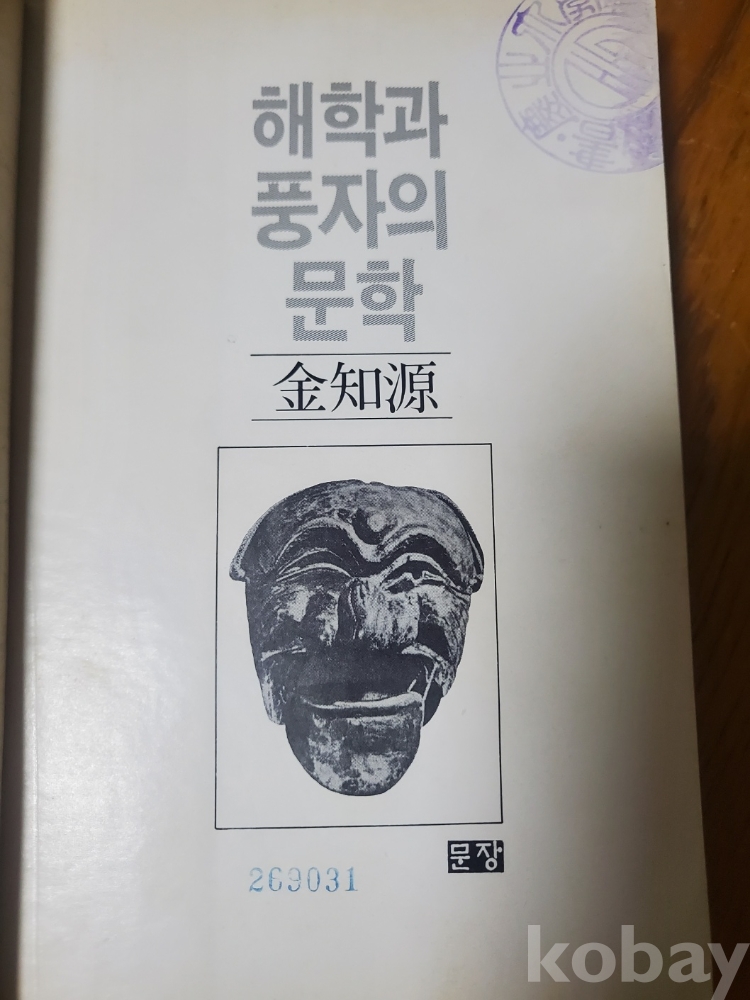 해학과
풍자의
문학
金知源
문장
269031
kobay